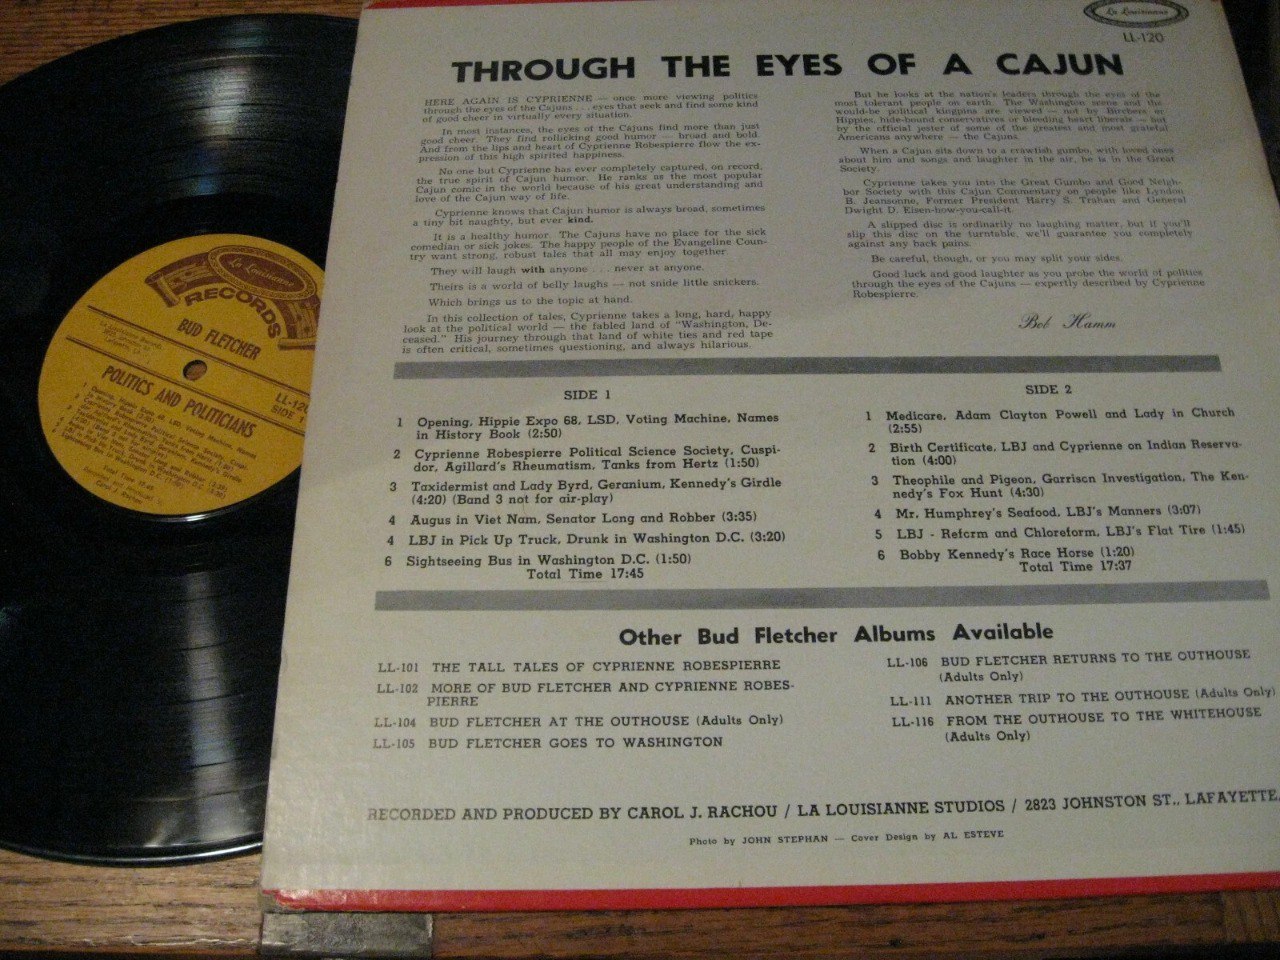 La Louisianne
LL-120
THROUGH THE EYES OF A CAJUN
HERE AGAIN IS CYPRIENNE — once more viewing politics
through the eyes of the Cajuns . . . eyes that seek and find some kind
of good cheer in virtually every situation.
In most instances, the eyes of the Cajuns find more than just
good cheer. They find rollicking good humor — broad and bold.
And from the lips and heart of Cyprienne Robespierre flow the ex-
pression of this high spirited happiness.
No one but Cyprienne has ever completely captured, on record,
the true spirit of Cajun humor. He ranks as the most popular
Cajun comic in the world because of his great understanding and
love of the Cajun way of life.
Cyprienne knows that Cajun humor is always broad, sometimes
a tiny bit naughty, but ever kind.
It is a healthy humor. The Cajuns have no place for the sick
comedian or sick jokes. The happy people of the Evangeline Coun-
try want strong, robust tales that all may enjoy together
They will laugh with anyone . . . never at anyone.
Theirs is a world of belly laughs — not snide little snickers.
Which brings us to the topic at hand.
In this collection of tales, Cyprienne takes a long, hard, happy
look at the political world — the fabled land of "Washington, De-
ceased." His journey through that land of white ties and red tape
is often critical, sometimes questioning, and always hilarious.
But he looks at the nation's leaders through the eyes of the
most tolerant people on earth. The Washington scene and the
would-be political kingpins are viewed — not by Birchers or
Hippies, hide-bound conservatives or bleeding heart liberals — but
by the official jester of some of the greatest and most grateful
Americans anywhere — the Cajuns.
When a Cajun sits down to a crawfish gumbo, with loved ones
about him and songs and laughter in the air, he is in the Great
Society.
Cyprienne takes you into the Great Gumbo and Good Neigh-
bor Society with this Cajun Commentary on people like Lyndon
B. Jeansonne, Former President Harry S. Trahan and General
Dwight D. Eisen-how-you-call-it.
A slipped disc is ordinarily no laughing matter, but if you'll
slip this disc on the turntable, we'll guarantee you completely
against any back pains.
Be careful, though, or you may split your sides.
Good luck and good laughter as you probe the world of politics
through the eyes of the Cajuns — expertly described by Cyprienne
Robespierre.
Bob Hamm
SIDE 1
1 Opening, Hippie Expo 68, LSD, Voting Machine, Names
in History Book (2:50)
2 Cyprienne Robespierre Political Science Society, Cuspi-
dor, Agillard's Rheumatism, Tanks from Hertz (1:50)
3 Taxidermist and Lady Byrd, Geranium, Kennedy's Girdle
(4:20) (Band 3 not for air-play)
4 Augus in Viet Nam, Senator Long and Robber (3:35)
4 LBJ in Pick Up Truck, Drunk in Washington D.C. (3:20)
6 Sightseeing Bus in Washington D.C. (1:50)
Total Time 17:45
SIDE 2
1 Medicare, Adam Clayton Powell and Lady in Church
(2:55)
2 Birth Certificate, LBJ and Cyprienne on Indian Reserva-
tion (4:00)
3 Theophile and Pigeon, Garriscn Investigation, The Ken-
nedy's Fox Hunt (4:30)
4 Mr. Humphrey's Seafood, LBJ's Manners (3:07)
5 LBJ - Refcrm and Chloreform, LBJ's Flat Tire (1:45)
6 Bobby Kennedy's Race Horse (1:20)
Total Time 17:37
Other Bud Fletcher Albums Available
LL-101 THE TALL TALES OF CYPRIENNE ROBESPIERRE
LL-102 MORE OF BUD FLETCHER AND CYPRIENNE ROBES-
PIERRE
LL-104 BUD FLETCHER AT THE OUTHOUSE (Adults Only)
LL-105 BUD FLETCHER GOES TO WASHINGTON
LL-106 BUD FLETCHER RETURNS TO THE OUTHOUSE
(Adults Only)
LL-111 ANOTHER TRIP TO THE OUTHOUSE (Adults Only)
LL-116 FROM THE OUTHOUSE TO THE WHITEHOUSE
(Adults Only)
RECORDED AND PRODUCED BY CAROL J. RACHOU / LA LOUISIANNE STUDIOS / 2823 JOHNSTON ST., LAFAYETTE,
Photo by JOHN STEPHAN — Cover Design by AL ESTEVE
La Louisianne
RECORDS
BUD FLETCHER
LL-120
SIDE 1
POLITICS AND POLITICIANS